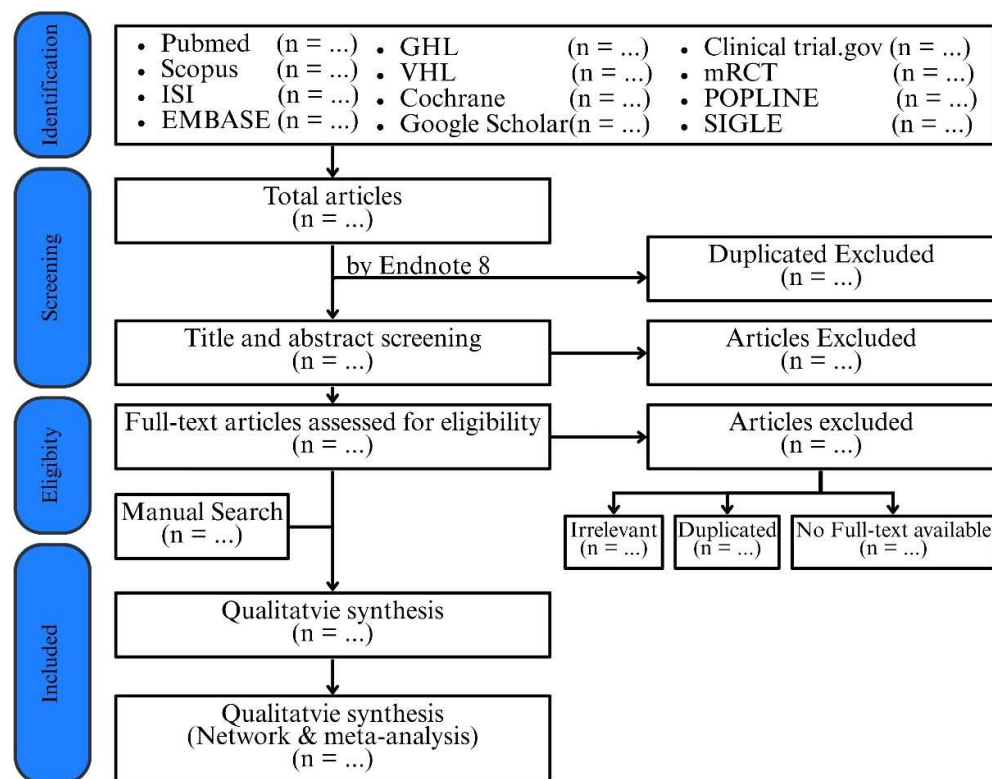 Identification
• Pubmed (n = ...)
• Scopus (n = ...)
• ISI (n = ...)
• EMBASE (n = ...)
• GHL (n = ...)
• VHL (n = ...)
• Cochrane (n = ...)
• Google Scholar(n = ...)
• Clinical trial.gov (n = ...)
• mRCT (n = ...)
• POPLINE (n = ...)
• SIGLE (n = ...)
Screening
Total articles
(n = ...)
by Endnote 8
Duplicated Excluded
(n = ...)
Title and abstract screening
(n = ...)
Articles Excluded
(n = ...)
Eligibity
Full-text articles assessed for eligibility
(n = ...)
Articles excluded
(n = ...)
Irrelevant
(n = ...)
Duplicated
(n = ...)
No Full-text available
(n = ...)
Manual Search
(n = ...)
Included
Qualitatvie synthesis
(n = ...)
Qualitatvie synthesis
(Network & meta-analysis)
(n = ...)